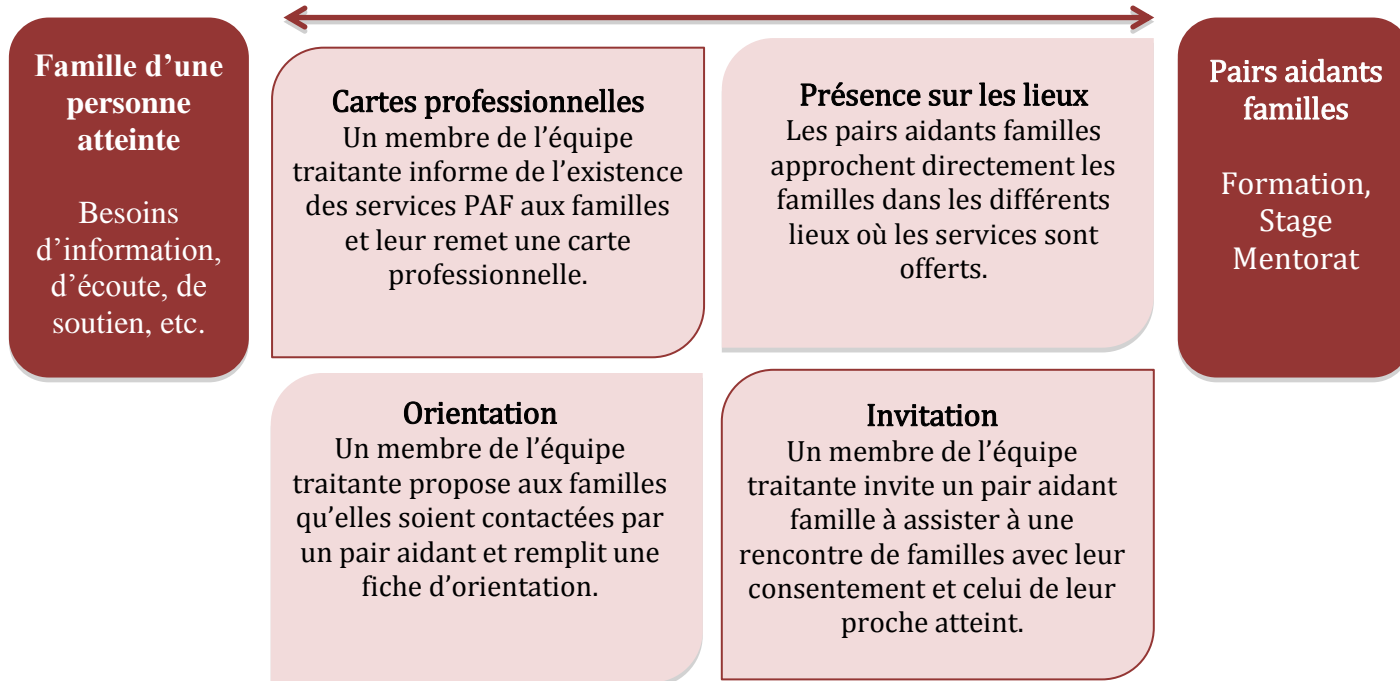 Famille d’une
personne
atteinte
Besoins
d’information,
d’écoute, de
soutien, etc.
Cartes professionnelles
Un membre de l’équipe
traitante informe de l’existence
des services PAF aux familles
et leur remet une carte
professionnelle.
Présence sur les lieux
Les pairs aidants familles
approchent directement les
familles dans les différents
lieux où les services sont
offerts.
Pairs aidants
familles
Formation,
Stage
Mentorat
Orientation
Un membre de l’équipe
traitante propose aux familles
qu’elles soient contactées par
un pair aidant et remplit une
fiche d’orientation.
Invitation
Un membre de l’équipe
traitante invite un pair aidant
famille à assister à une
rencontre de familles avec leur
consentement et celui de leur
proche atteint.